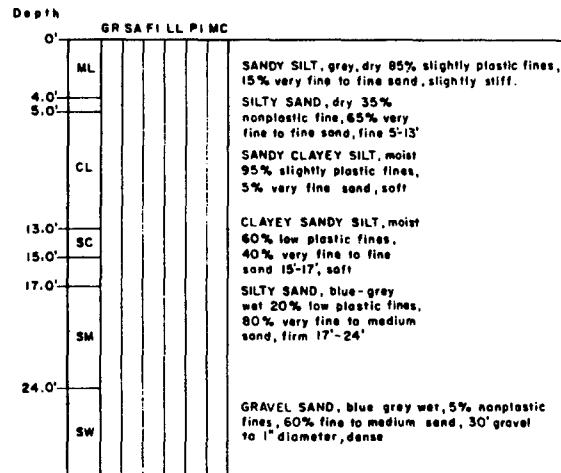 Depth
GR SA FI LL PI MC
0'
ML
SANDY SILT, grey, dry 85% slightly plastic fines,
15% very fine to fine sand, slightly stiff.
4.0'
5.0'
SILTY SAND, dry 35%
nonplastic fine, 65% very
fine to fine sand, fine 5'-13'
CL
SANDY CLAYEY SILT, moist
95% slightly plastic fines,
5% very fine sand, soft
13.0'
SC
15.0'
CLAYEY SANDY SILT, moist
60% low plastic fines,
40% very fine to fine
sand 15'-17', soft
17.0'
SM
SILTY SAND, blue-grey
wet 20% low plastic fines,
80% very fine to medium
sand, firm 17'-24'
24.0'
SW
GRAVEL SAND, blue grey wet, 5% nonplastic
fines, 60% fine to medium sand, 30' gravel
to 1" diameter, dense